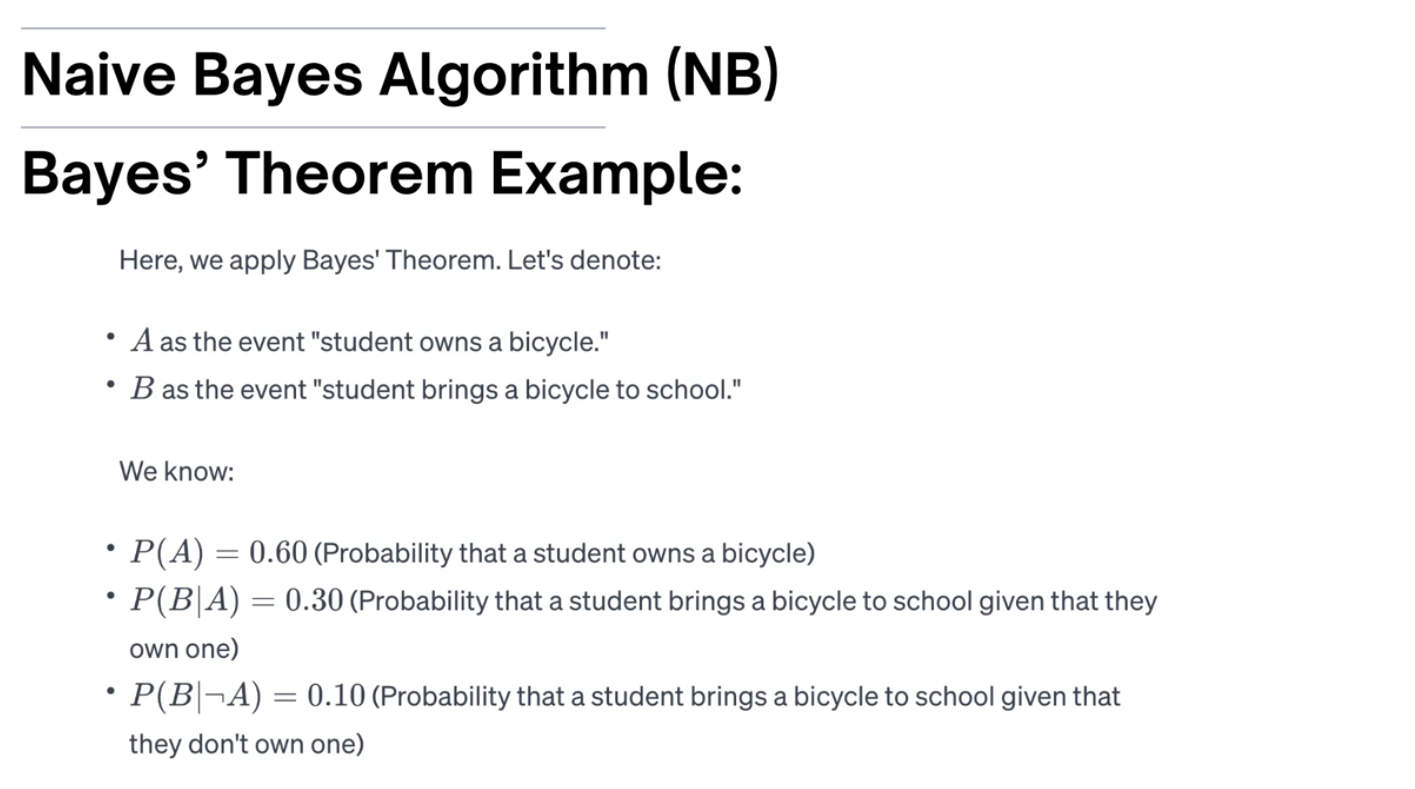 Naive Bayes Algorithm (NB)
Bayes’ Theorem Example:
Here, we apply Bayes' Theorem. Let's denote:
• A as the event "student owns a bicycle."
• B as the event "student brings a bicycle to school."
We know:
• P(A) = 0.60 (Probability that a student owns a bicycle)
• P(B|A) = 0.30 (Probability that a student brings a bicycle to school given that they
own one)
• P(B|¬A) = 0.10 (Probability that a student brings a bicycle to school given that
they don't own one)